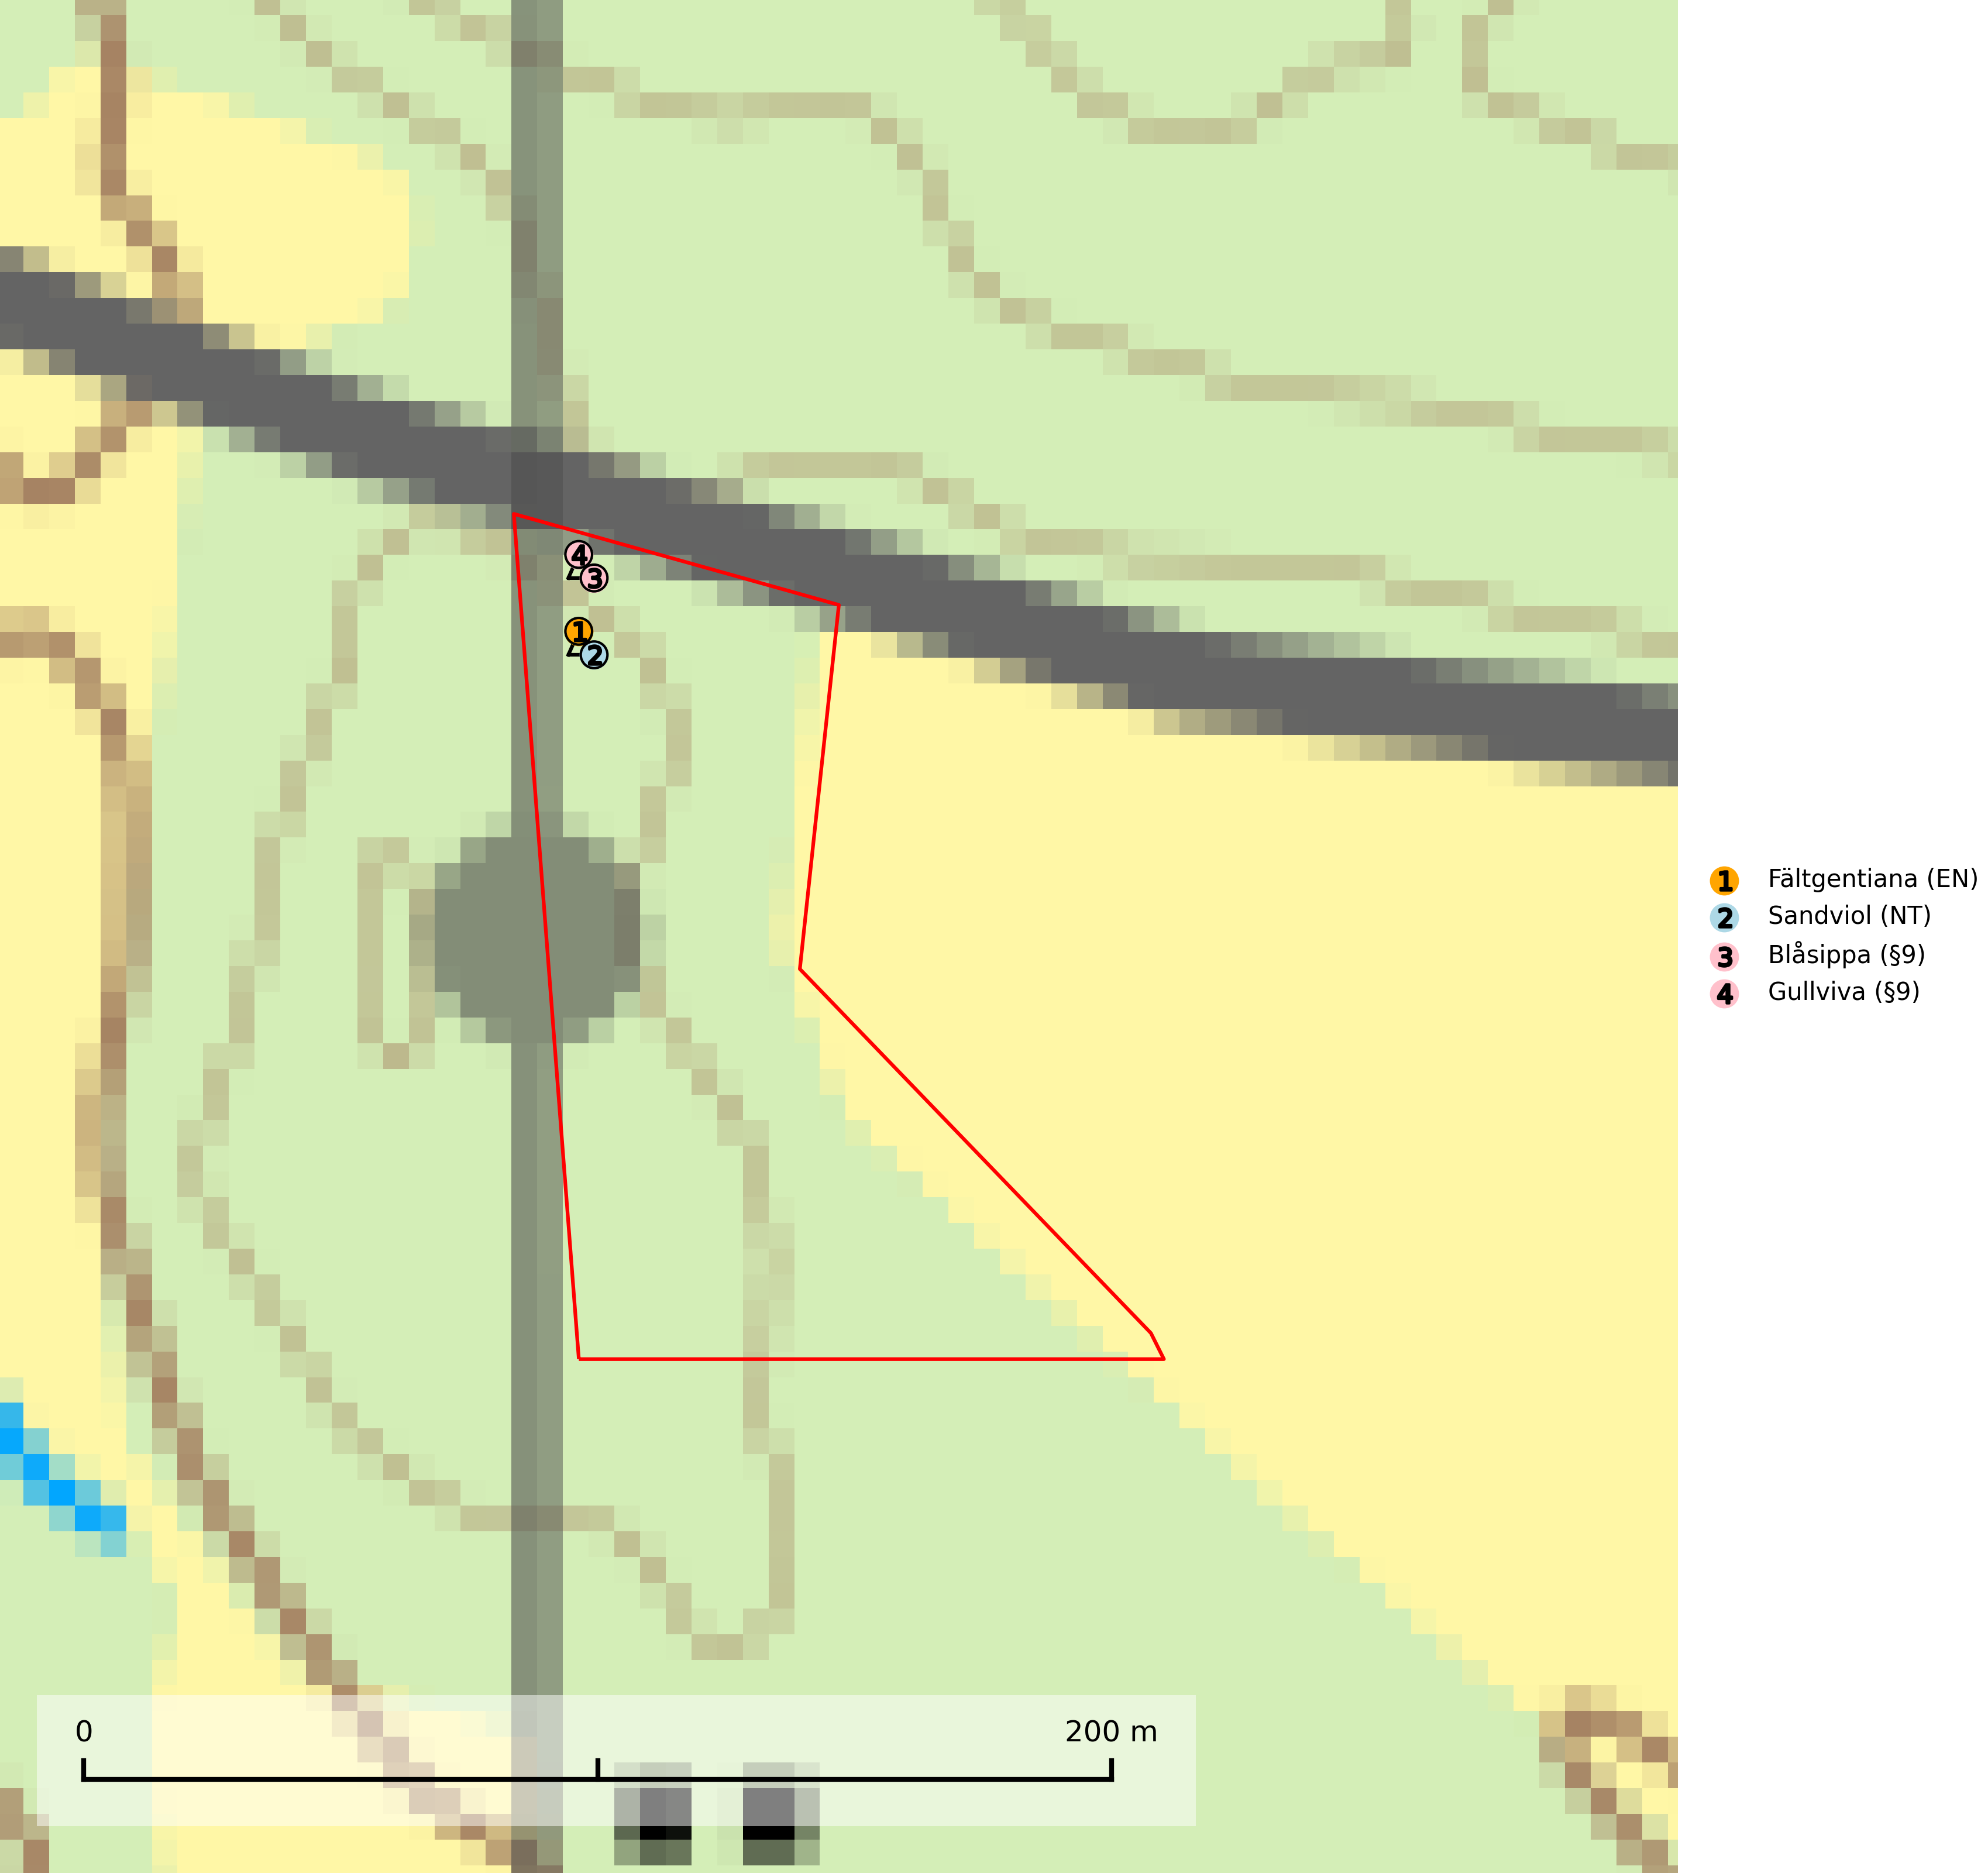 4
3
1
2
1 Fältgentiana (EN)
2 Sandviol (NT)
3 Blåsippa (§9)
4 Gullviva (§9)
0 200 m